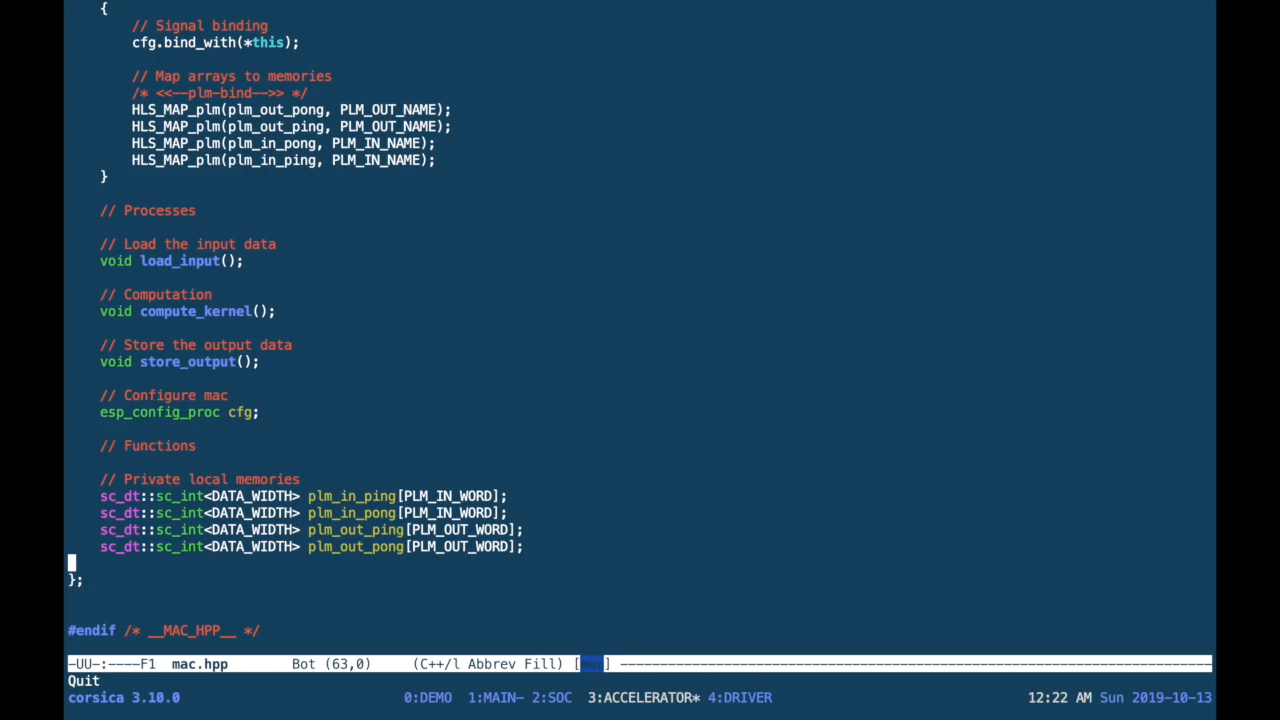 {
// Signal binding
cfg.bind_with(*this);
// Map arrays to memories
/* <<--plm-bind-->> */
HLS_MAP_plm(plm_out_pong, PLM_OUT_NAME);
HLS_MAP_plm(plm_out_ping, PLM_OUT_NAME);
HLS_MAP_plm(plm_in_pong, PLM_IN_NAME);
HLS_MAP_plm(plm_in_ping, PLM_IN_NAME);
}
// Processes
// Load the input data
void load_input();
// Computation
void compute_kernel();
// Store the output data
void store_output();
// Configure mac
esp_config_proc cfg;
// Functions
// Private local memories
sc_dt::sc_int<DATA_WIDTH> plm_in_ping[PLM_IN_WORD];
sc_dt::sc_int<DATA_WIDTH> plm_in_pong[PLM_IN_WORD];
sc_dt::sc_int<DATA_WIDTH> plm_out_ping[PLM_OUT_WORD];
sc_dt::sc_int<DATA_WIDTH> plm_out_pong[PLM_OUT_WORD];
};
#endif /* __MAC_HPP__ */
-UU-:----F1 mac.hpp Bot (63,0) (C++/l Abbrev Fill) [mac] --------------------------------------------------------------------------
Quit
corsica 3.10.0 0:DEMO 1:MAIN- 2:SOC 3:ACCELERATOR* 4:DRIVER 12:22 AM Sun 2019-10-13